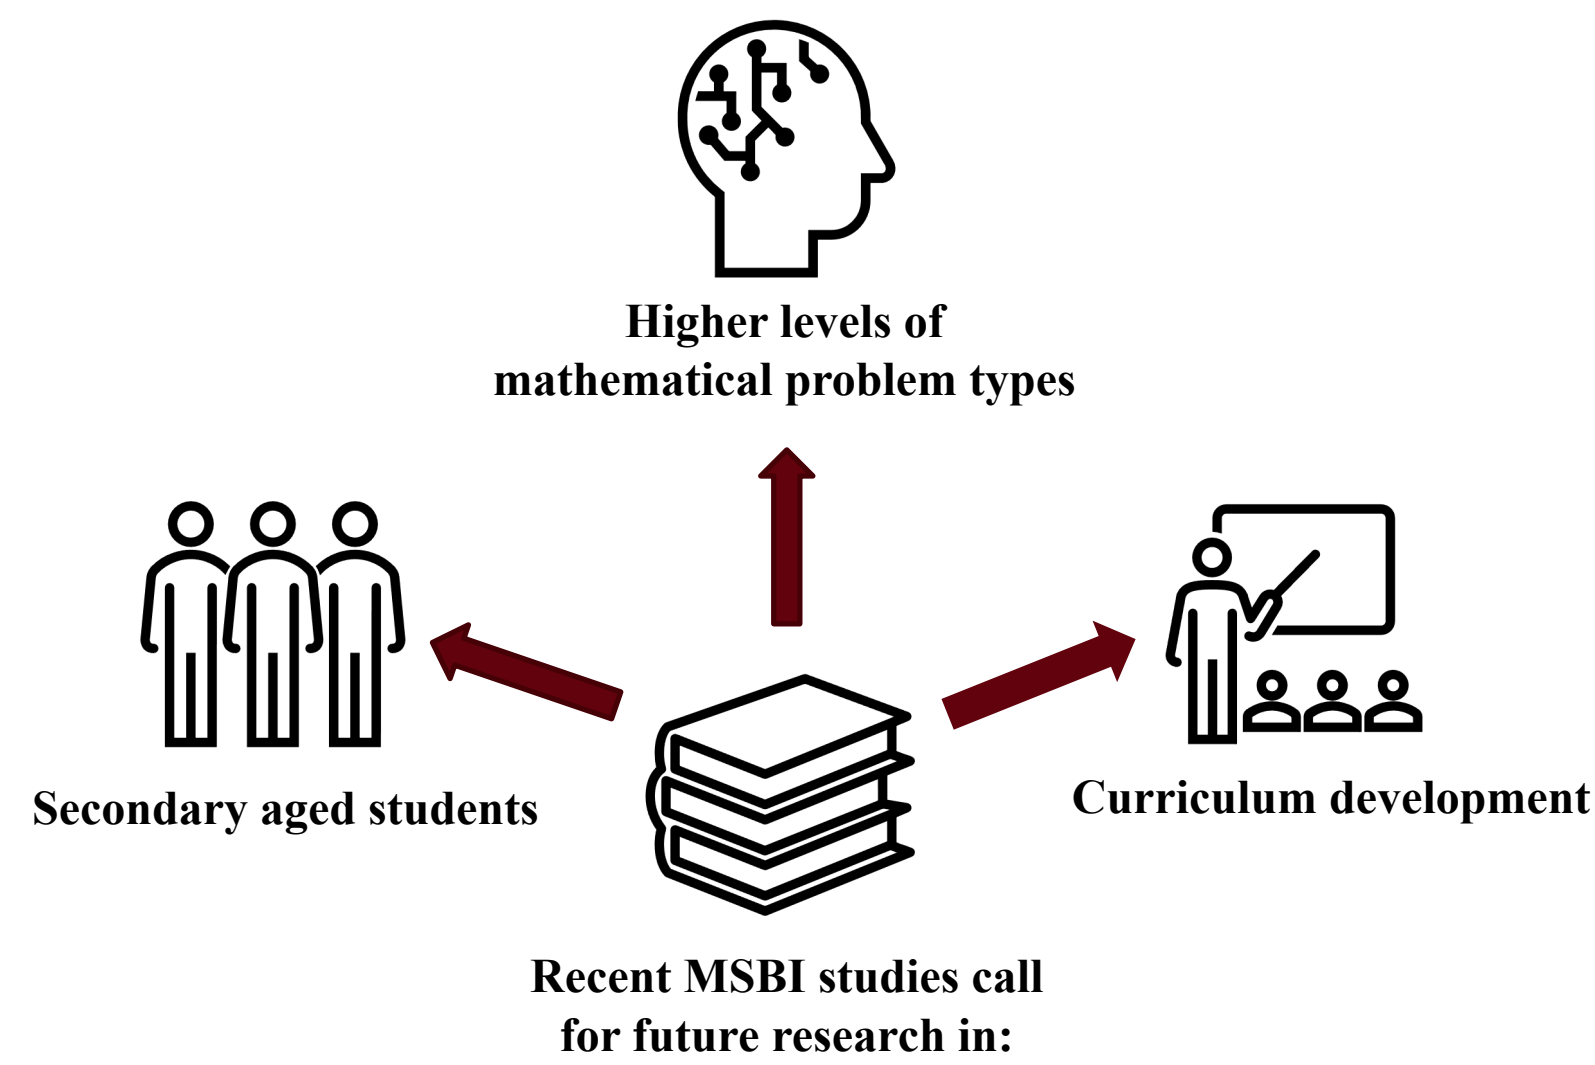 Higher levels of
mathematical problem types
Secondary aged students
Curriculum development
Recent MSBI studies call
for future research in: